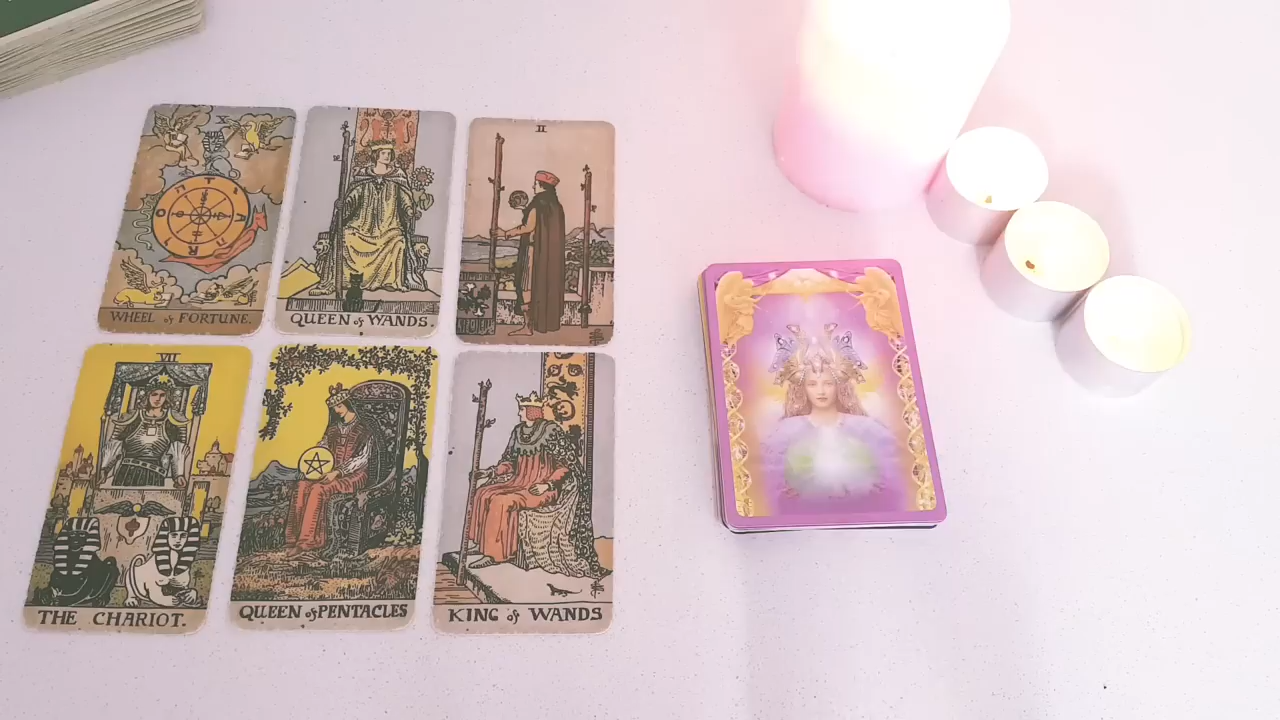 WHEEL of FORTUNE.
QUEEN of WANDS.
II
VII
THE CHARIOT.
QUEEN of PENTACLES
KING of WANDS